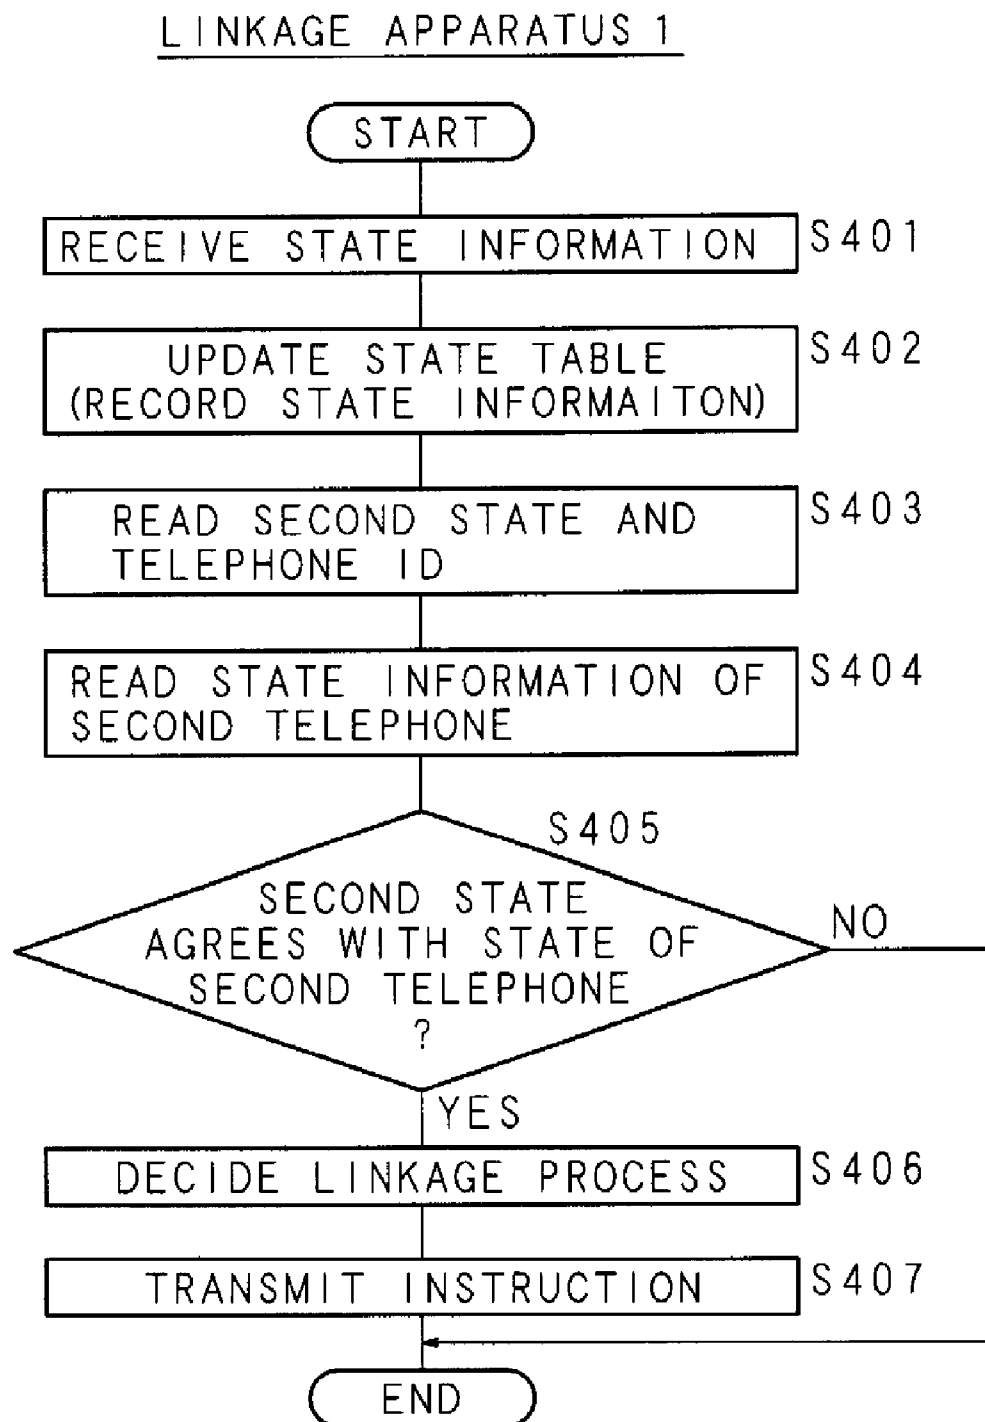 LINKAGE APPARATUS 1
START
RECEIVE STATE INFORMATION
S401
UPDATE STATE TABLE
(RECORD STATE INFORMAITON)
S402
READ SECOND STATE AND
TELEPHONE ID
S403
READ STATE INFORMATION OF
SECOND TELEPHONE
S404
S405
SECOND STATE
AGREES WITH STATE OF
SECOND TELEPHONE
?
NO
YES
DECIDE LINKAGE PROCESS
S406
TRANSMIT INSTRUCTION
S407
END